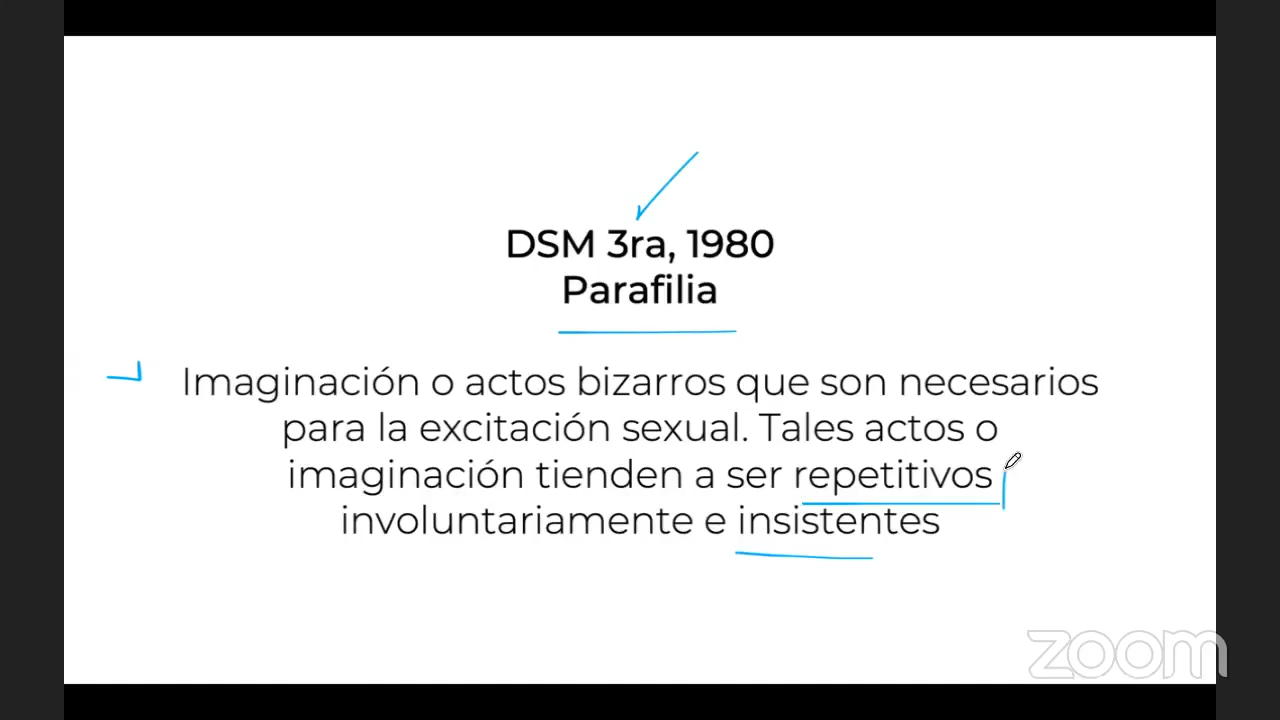 DSM 3ra, 1980
Parafilia
Imaginación o actos bizarros que son necesarios
para la excitación sexual. Tales actos o
imaginación tienden a ser repetitivos
involuntariamente e insistentes
zoom